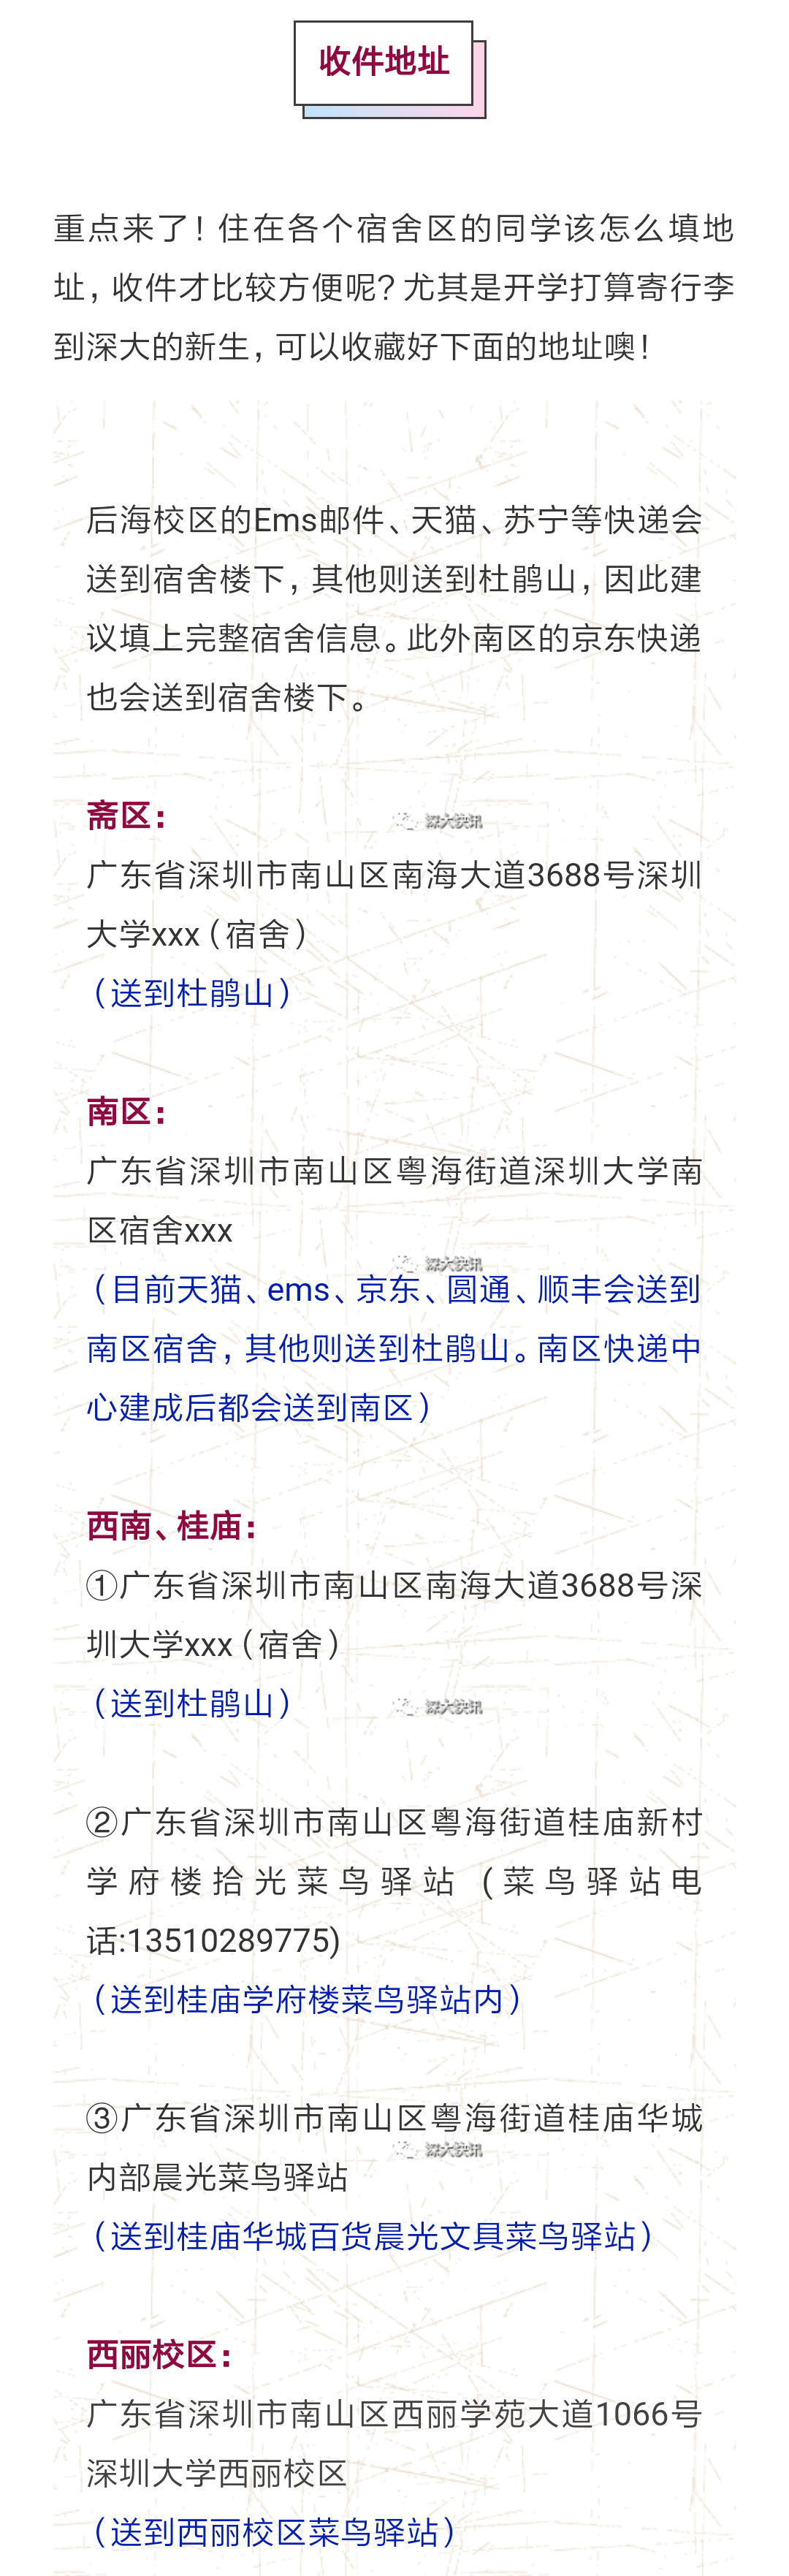 收件地址
重点来了！住在各个宿舍区的同学该怎么填地
址，收件才比较方便呢？尤其是开学打算寄行李
到深大的新生，可以收藏好下面的地址噢！
后海校区的Ems邮件、天猫、苏宁等快递会
送到宿舍楼下，其他则送到杜鹃山，因此建
议填上完整宿舍信息。此外南区的京东快递
也会送到宿舍楼下。
斋区：
深大快讯
广东省深圳市南山区南海大道3688号深圳
大学xxx（宿舍）
（送到杜鹃山）
南区：
广东省深圳市南山区粤海街道深圳大学南
区宿舍xxx
深大快讯
（目前天猫、ems、京东、圆通、顺丰会送到
南区宿舍，其他则送到杜鹃山。南区快递中
心建成后都会送到南区）
西南、桂庙：
①广东省深圳市南山区南海大道3688号深
圳大学xxx（宿舍）
（送到杜鹃山）
深大快讯
②广东省深圳市南山区粤海街道桂庙新村
学府楼拾光菜鸟驿站 (菜鸟驿站电
话:13510289775)
（送到桂庙学府楼菜鸟驿站内）
③广东省深圳市南山区粤海街道桂庙华城
深大快讯
内部晨光菜鸟驿站
（送到桂庙华城百货晨光文具菜鸟驿站）
西丽校区：
广东省深圳市南山区西丽学苑大道1066号
深圳大学西丽校区
（送到西丽校区菜鸟驿站）